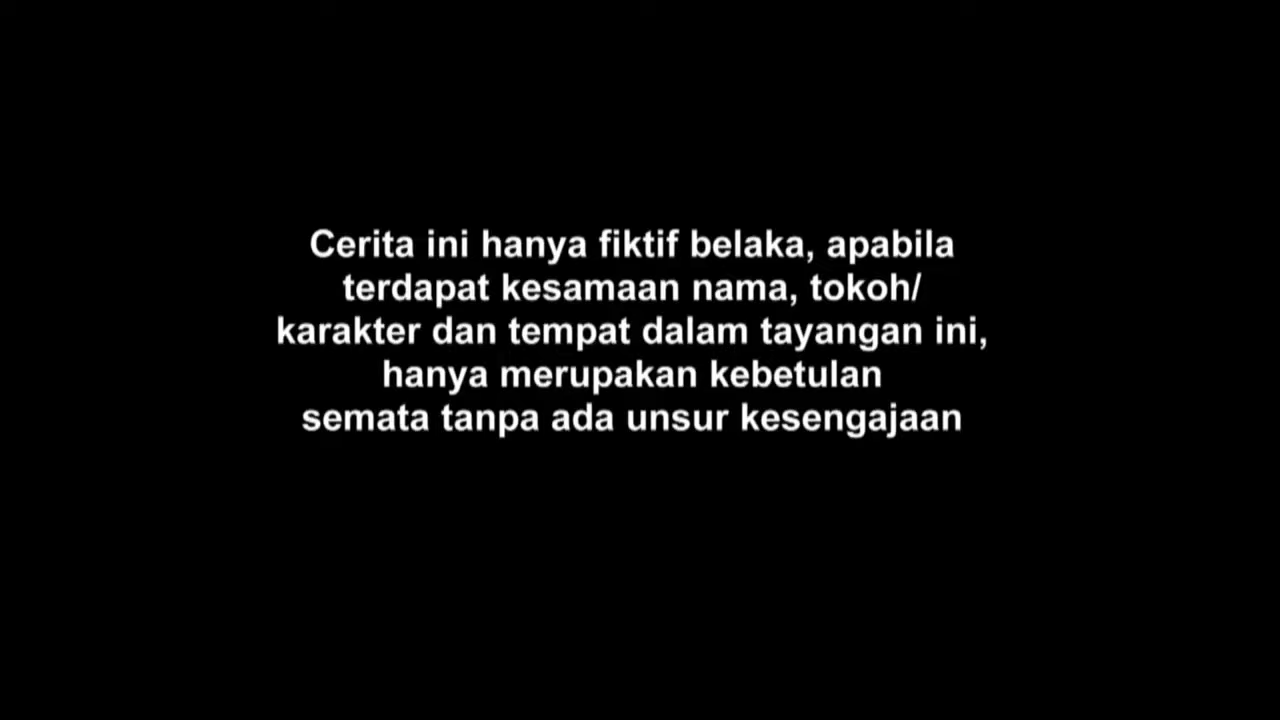 Cerita ini hanya fiktif belaka, apabila
terdapat kesamaan nama, tokoh/
karakter dan tempat dalam tayangan ini,
hanya merupakan kebetulan
semata tanpa ada unsur kesengajaan